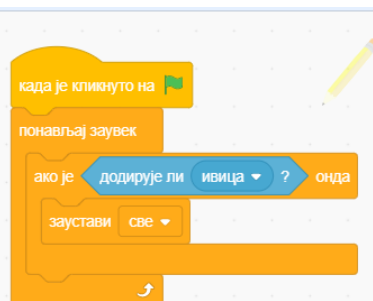 када је кликнуто на
понављај заувек
ако је додирује ли ивица ? онда
заустави све